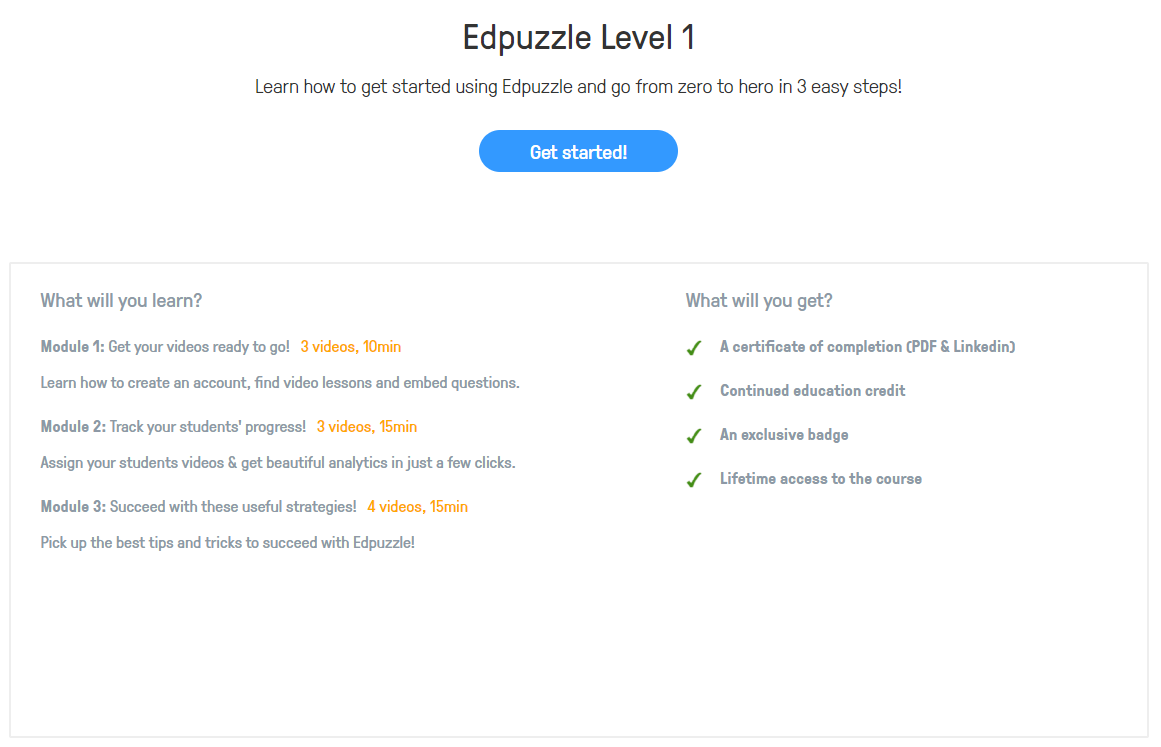 Edpuzzle Level 1
Learn how to get started using Edpuzzle and go from zero to hero in 3 easy steps!
Get started!
What will you learn?
Module 1: Get your videos ready to go! 3 videos, 10min
Learn how to create an account, find video lessons and embed questions.
Module 2: Track your students' progress! 3 videos, 15min
Assign your students videos & get beautiful analytics in just a few clicks.
Module 3: Succeed with these useful strategies! 4 videos, 15min
Pick up the best tips and tricks to succeed with Edpuzzle!
What will you get?
A certificate of completion (PDF & Linkedin)
Continued education credit
An exclusive badge
Lifetime access to the course